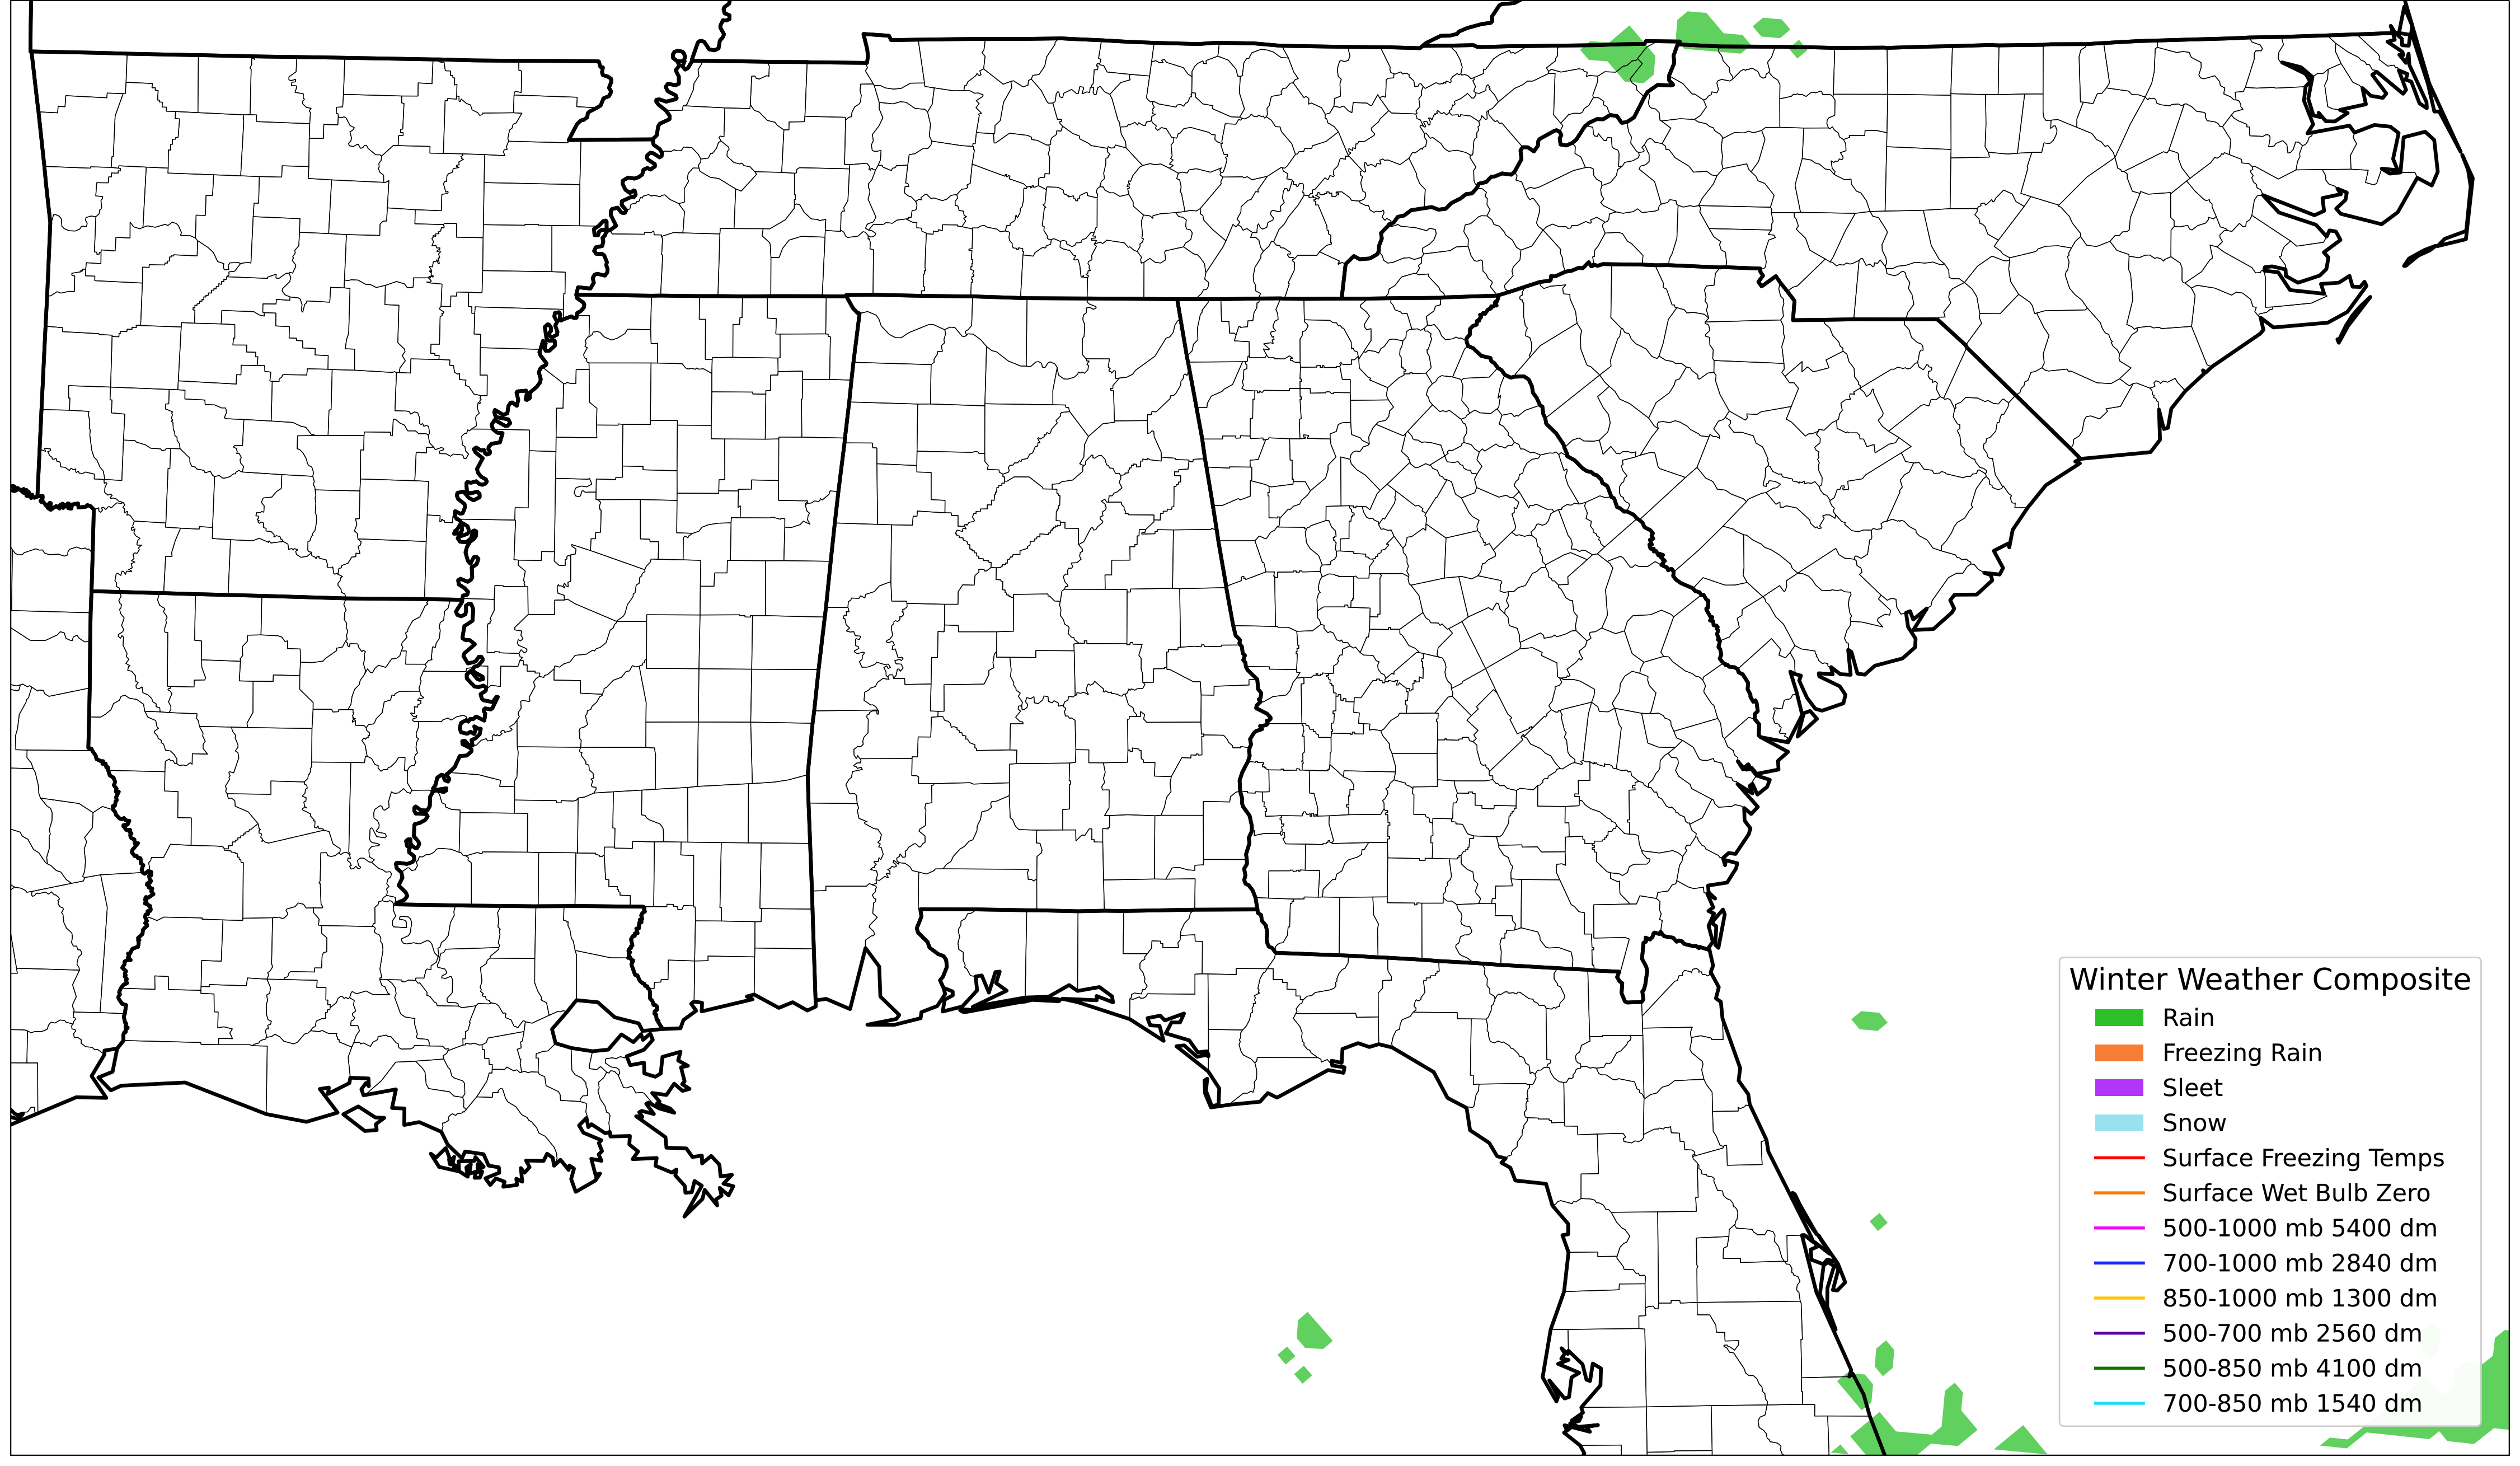 Winter Weather Composite
Rain
Freezing Rain
Sleet
Snow
Surface Freezing Temps
Surface Wet Bulb Zero
500-1000 mb 5400 dm
700-1000 mb 2840 dm
850-1000 mb 1300 dm
500-700 mb 2560 dm
500-850 mb 4100 dm
700-850 mb 1540 dm